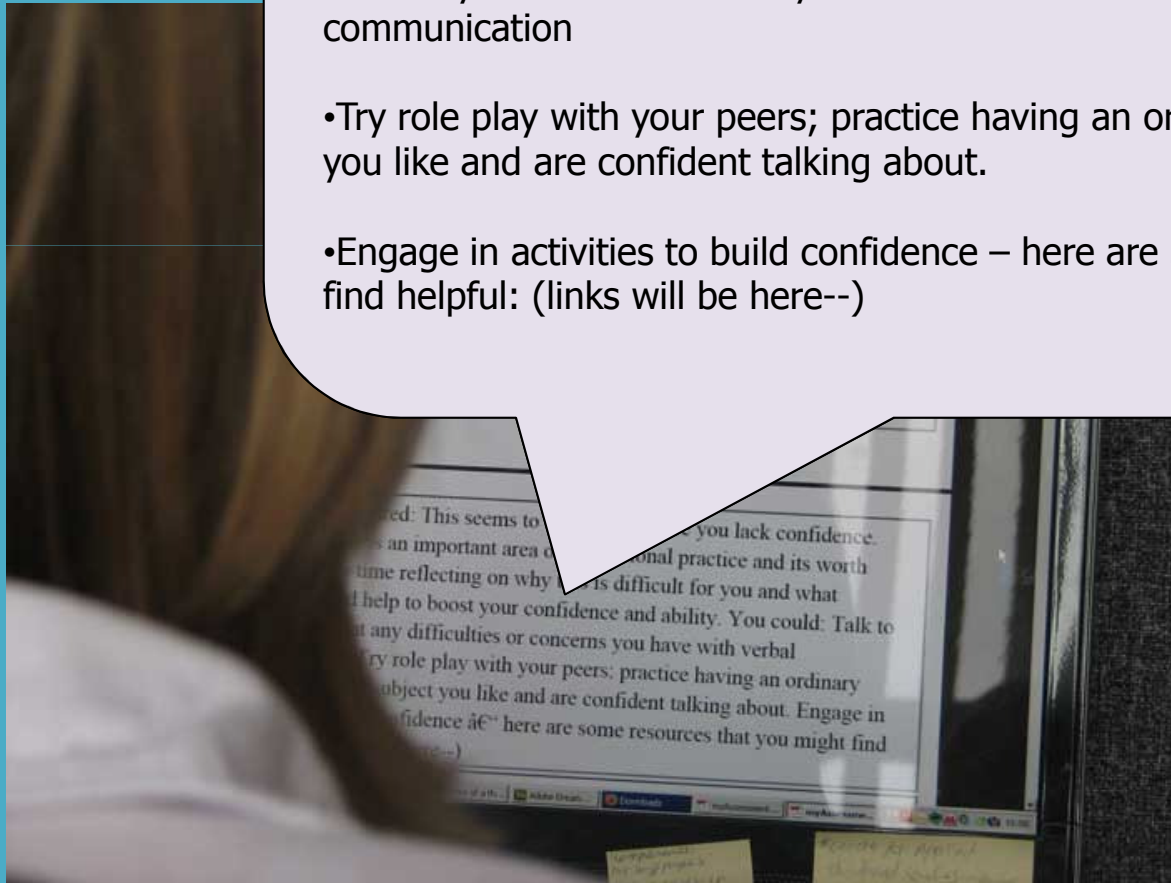 communication
•Try role play with your peers; practice having an or
you like and are confident talking about.
•Engage in activities to build confidence – here are
find helpful: (links will be here--)
ed: This seems to
you lack confidence.
an important area
onal practice and its worth
time reflecting on why
is difficult for you and what
help to boost your confidence and ability. You could: Talk to
any difficulties or concerns you have with verbal
Try role play with your peers: practice having an ordinary
ubject you like and are confident talking about. Engage in
nfidence â€“ here are some resources that you might find
--)
Downloads